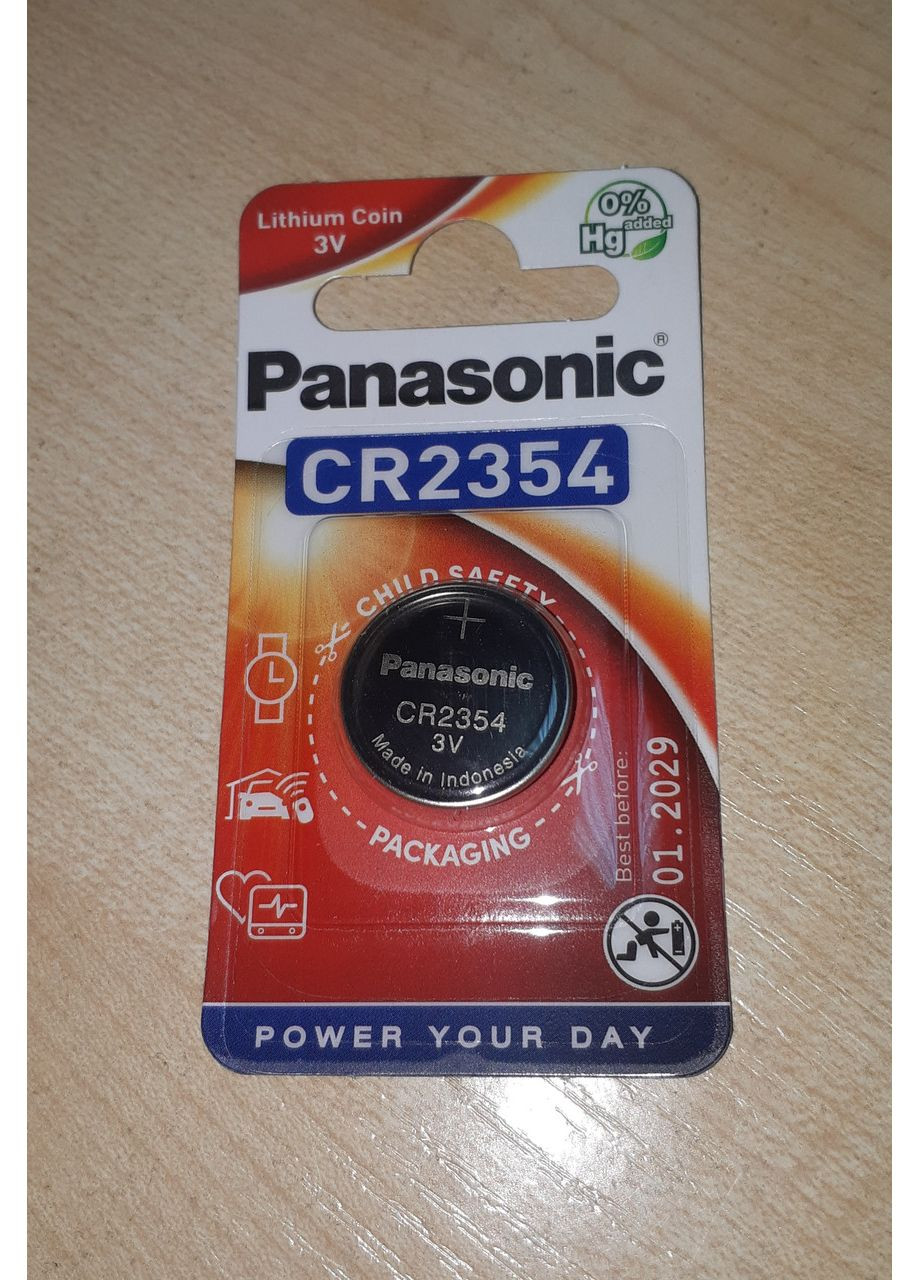 Lithium Coin
3V
0%
Hg added
Panasonic®
CR2354
CHILD SAFETY
+
Panasonic
CR2354
3V
Made in Indonesia
PACKAGING
Best before:
01.2029
POWER YOUR DAY